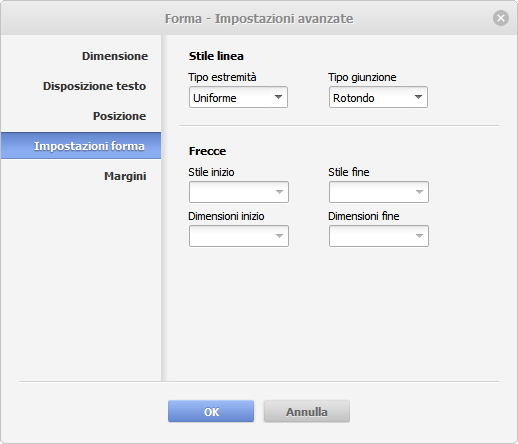 Forma - Impostazioni avanzate
Dimensione
Disposizione testo
Posizione
Impostazioni forma
Margini
Stile linea
Tipo estremità Tipo giunzione
Uniforme Rotondo
Frecce
Stile inizio Stile fine
Dimensioni inizio Dimensioni fine
OK Annulla